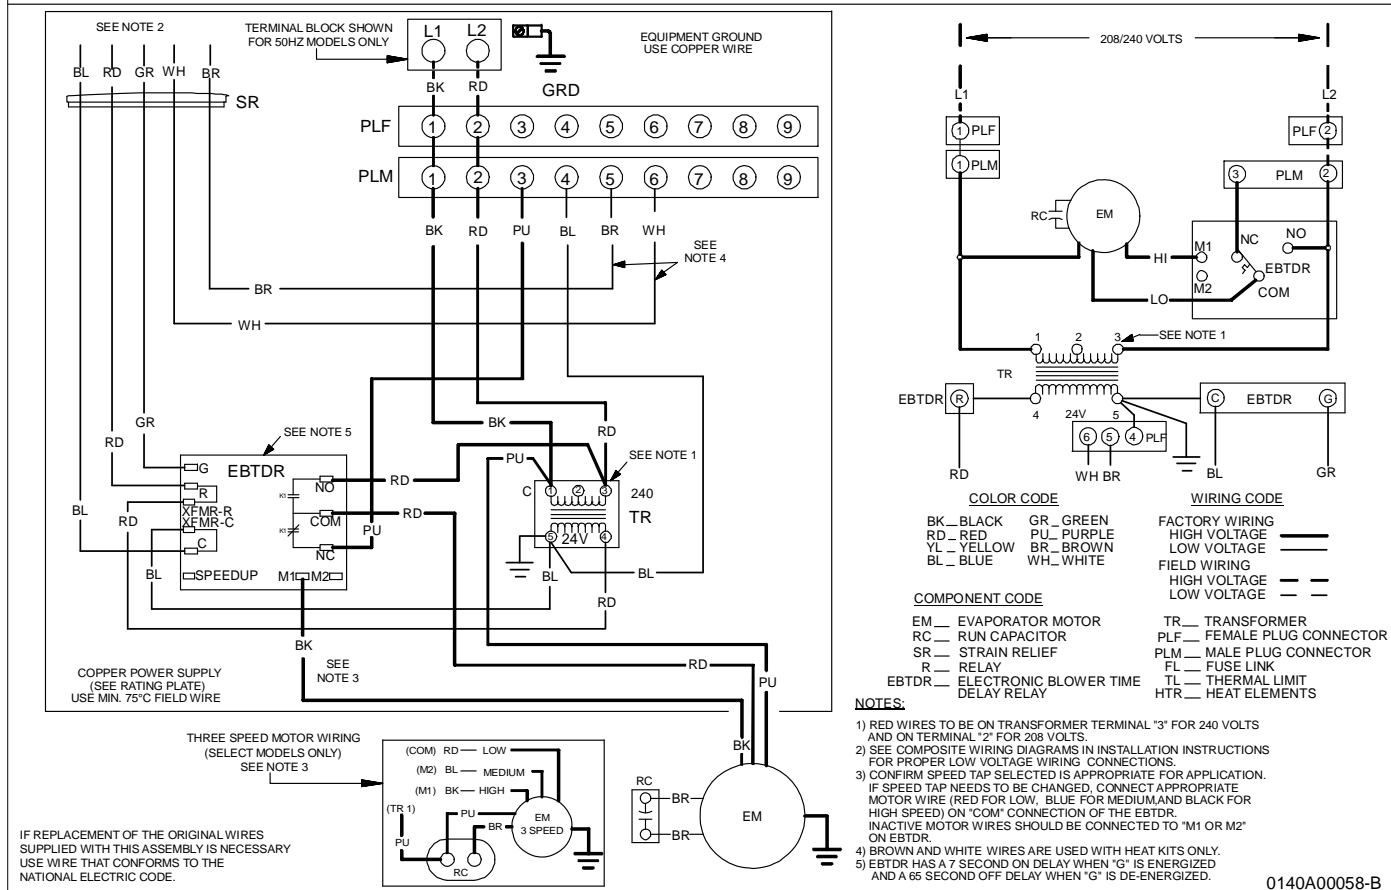 SEE NOTE 2
TERMINAL BLOCK SHOWN
FOR 50HZ MODELS ONLY
L1 L2
EQUIPMENT GROUND
USE COPPER WIRE
BL RD GR WH BR
SR
BK RD
GRD
PLF 1 2 3 4 5 6 7 8 9
PLM 1 2 3 4 5 6 7 8 9
BK RD PU BL BR WH
SEE
NOTE 4
BR
WH
GR
RD
BK
RD
SEE NOTE 5
PU
SEE NOTE 1
G
EBTDR
R
NO
RD
C 1 2 3 240
XFMR-R
XFMR-C
K1
COM
RD
TR
BL
RD
K1
PU
5 24V 4
C
NC
BL
SPEEDUP
M1 M2
BL
BL
RD
BK
SEE
NOTE 3
RD
PU
COPPER POWER SUPPLY
(SEE RATING PLATE)
USE MIN. 75°C FIELD WIRE
BK
THREE SPEED MOTOR WIRING
(SELECT MODELS ONLY)
SEE NOTE 3
(COM) RD LOW
(M2) BL MEDIUM
(M1) BK HIGH
(TR 1)
PU
PU
BR
EM
3 SPEED
RC
RC
BR
BR
EM
IF REPLACEMENT OF THE ORIGINAL WIRES
SUPPLIED WITH THIS ASSEMBLY IS NECESSARY
USE WIRE THAT CONFORMS TO THE
NATIONAL ELECTRIC CODE.
208/240 VOLTS
L1 L2
1 PLF
PLF 2
1 PLM
3 PLM 2
RC
EM
M1
NC
NO
HI
EBTDR
M2
COM
LO
1 2 3
SEE NOTE 1
TR
EBTDR R
C EBTDR G
4 24V 5
6 5 4 PLF
RD
WH BR
BL
GR
COLOR CODE
BK BLACK GR GREEN
RD RED PU PURPLE
YL YELLOW BR BROWN
BL BLUE WH WHITE
WIRING CODE
FACTORY WIRING
HIGH VOLTAGE
LOW VOLTAGE
FIELD WIRING
HIGH VOLTAGE
LOW VOLTAGE
COMPONENT CODE
EM EVAPORATOR MOTOR
RC RUN CAPACITOR
SR STRAIN RELIEF
R RELAY
EBTDR ELECTRONIC BLOWER TIME
DELAY RELAY
TR TRANSFORMER
PLF FEMALE PLUG CONNECTOR
PLM MALE PLUG CONNECTOR
FL FUSE LINK
TL THERMAL LIMIT
HTR HEAT ELEMENTS
NOTES:
1) RED WIRES TO BE ON TRANSFORMER TERMINAL "3" FOR 240 VOLTS
AND ON TERMINAL "2" FOR 208 VOLTS.
2) SEE COMPOSITE WIRING DIAGRAMS IN INSTALLATION INSTRUCTIONS
FOR PROPER LOW VOLTAGE WIRING CONNECTIONS.
3) CONFIRM SPEED TAP SELECTED IS APPROPRIATE FOR APPLICATION.
IF SPEED TAP NEEDS TO BE CHANGED, CONNECT APPROPRIATE
MOTOR WIRE (RED FOR LOW, BLUE FOR MEDIUM,AND BLACK FOR
HIGH SPEED) ON "COM" CONNECTION OF THE EBTDR.
INACTIVE MOTOR WIRES SHOULD BE CONNECTED TO "M1 OR M2"
ON EBTDR.
4) BROWN AND WHITE WIRES ARE USED WITH HEAT KITS ONLY.
5) EBTDR HAS A 7 SECOND ON DELAY WHEN "G" IS ENERGIZED
AND A 65 SECOND OFF DELAY WHEN "G" IS DE-ENERGIZED.
0140A00058-B